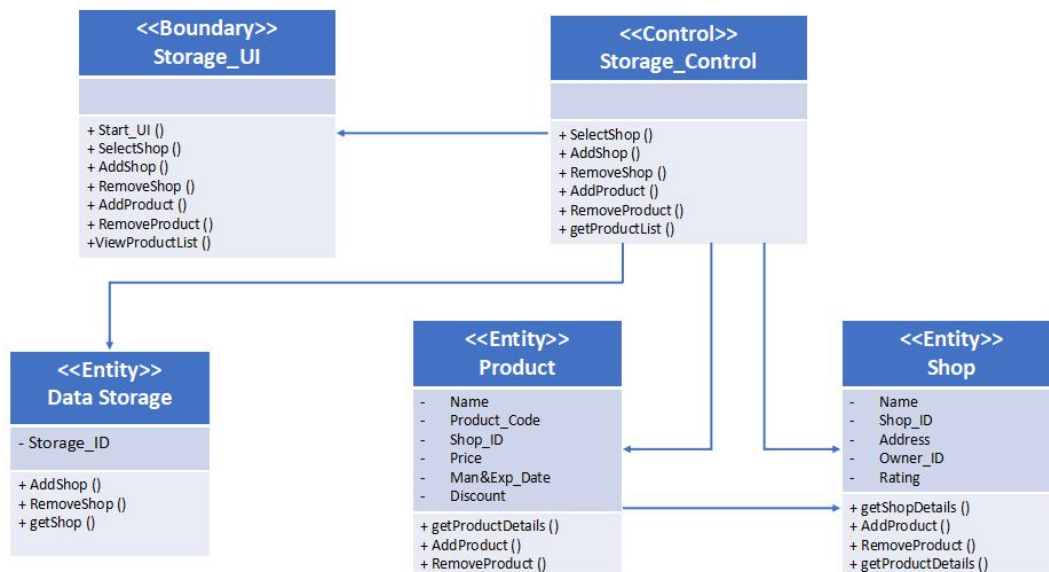 <<Boundary>>
Storage_UI
+ Start_UI ()
+ SelectShop ()
+ AddShop ()
+ RemoveShop ()
+ AddProduct ()
+ RemoveProduct ()
+ViewProductList ()
<<Control>>
Storage_Control
+ SelectShop ()
+ AddShop ()
+ RemoveShop ()
+ AddProduct ()
+ RemoveProduct ()
+ getProductList ()
<<Entity>>
Data Storage
- Storage_ID
+ AddShop ()
+ RemoveShop ()
+ getShop ()
<<Entity>>
Product
- Name
- Product_Code
- Shop_ID
- Price
- Man&Exp_Date
- Discount
+ getProductDetails ()
+ AddProduct ()
+ RemoveProduct ()
<<Entity>>
Shop
- Name
- Shop_ID
- Address
- Owner_ID
- Rating
+ getShopDetails ()
+ AddProduct ()
+ RemoveProduct ()
+ getProductDetails ()